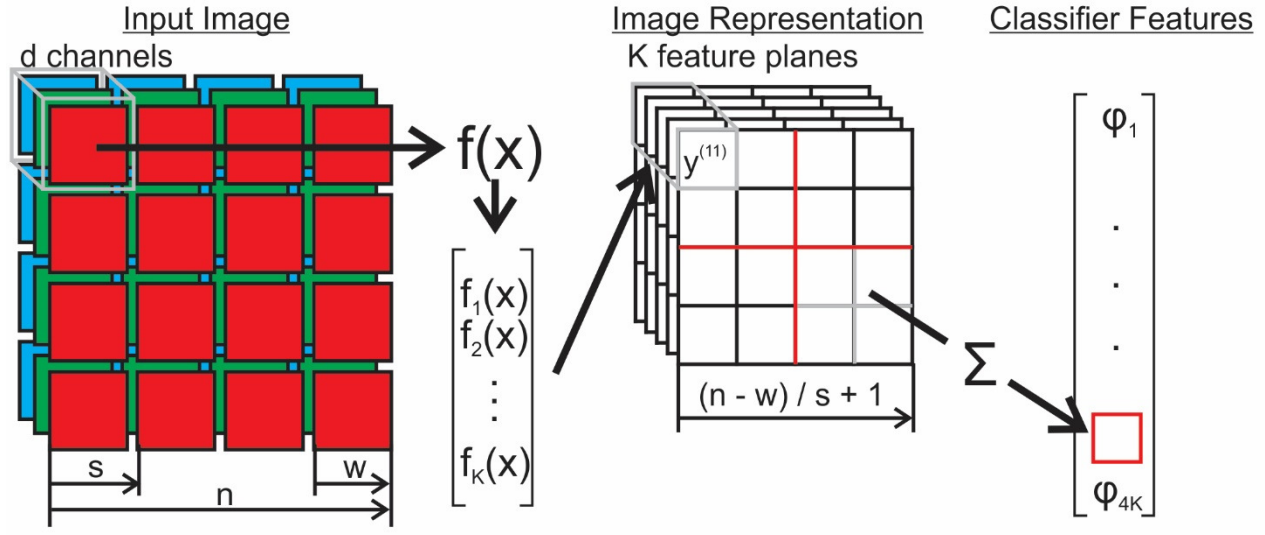 Input Image
d channels
s
w
n
f(x)
f₁(x)
f₂(x)
⋮
fK(x)
Image Representation
K feature planes
y⁽¹¹⁾
(n - w) / s + 1
Σ
Classifier Features
φ₁
.
.
.
φ4K